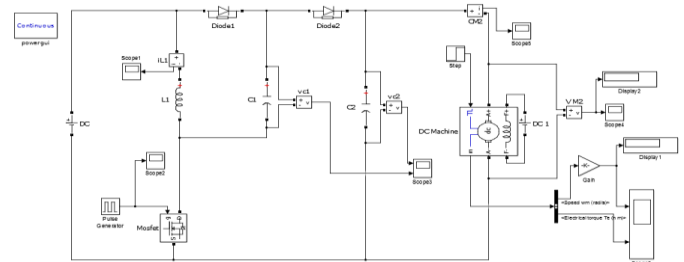 Continuous
powergui
Diode1
Diode2
CM2
Scope5
Scope1
iL1
Step
L1
C1
vc1
C2
vc2
DC
DC Machine
DC 1
VM2
Display2
Scope4
Scope2
Scope3
Gain
-K-
Display1
Pulse
Generator
Mosfet
<Speed wm (rad/s)>
<Electrical torque Te (n m)>